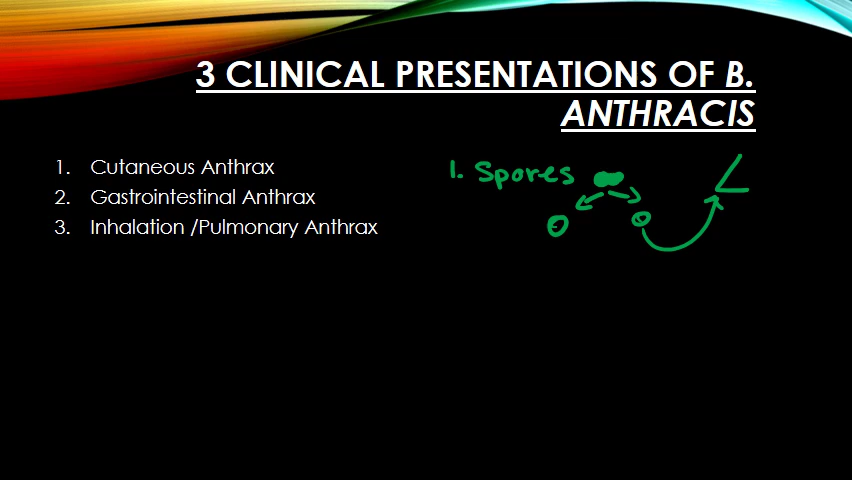 3 CLINICAL PRESENTATIONS OF B.
ANTHRACIS
1. Cutaneous Anthrax
2. Gastrointestinal Anthrax
3. Inhalation /Pulmonary Anthrax
1. Spores